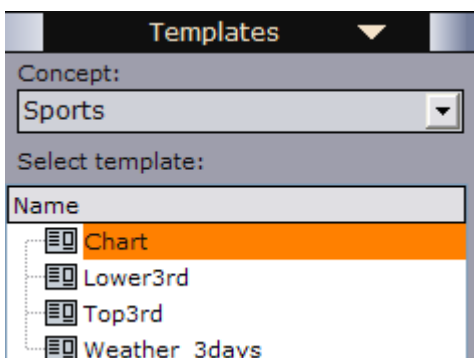 Templates
Concept:
Sports
Select template:
Name
Chart
Lower3rd
Top3rd
Weather_3days